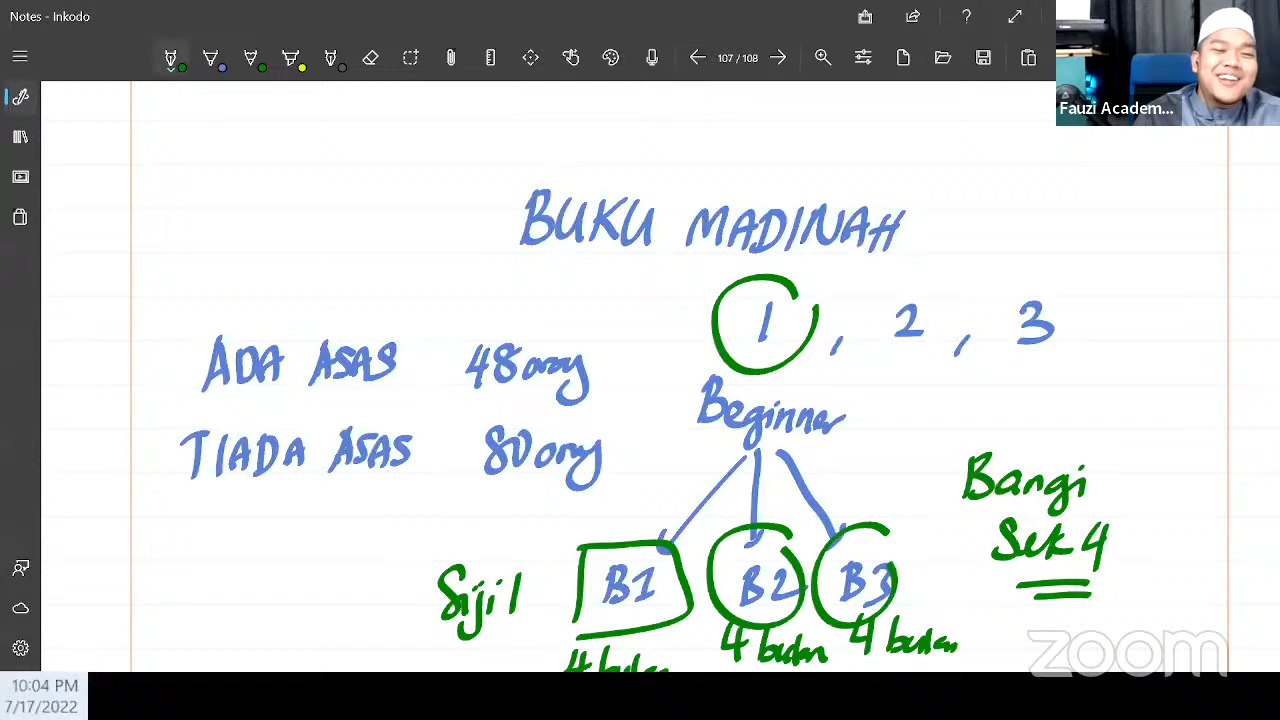 Notes - Inkodo
107 / 108
Fauzi Academ...
BUKU MADINAH
1 , 2 , 3
ADA ASAS 48 orang
TIADA ASAS 80 orang
Beginner
Bangi
Sek 4
Sijil B1 B2 B3
4 bulan 4 bulan 4 bulan
zoom
10:04 PM
7/17/2022